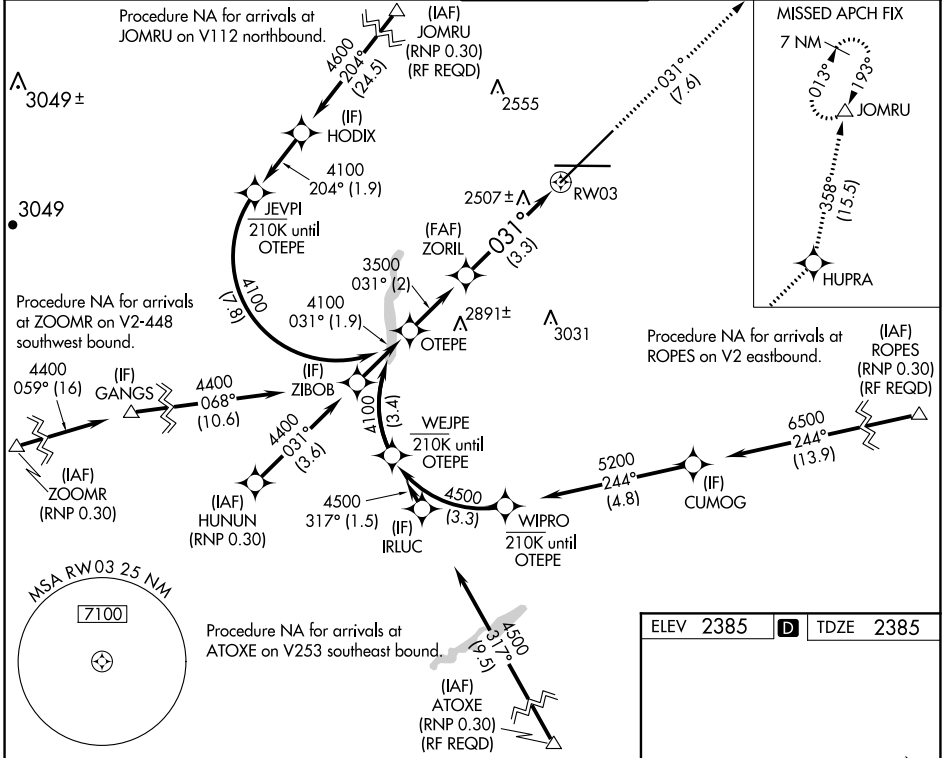 Procedure NA for arrivals at
JOMRU on V112 northbound.
(IAF)
JOMRU
(RNP 0.30)
(RF REQD)
4600
204°
(24.5)
3049 ±
2555
031°
(7.6)
MISSED APCH FIX
7 NM
013°
193°
JOMRU
358°
(15.5)
HUPRA
(IF)
HODIX
4100
204° (1.9)
3049
JEVPI
210K until
OTEPE
2507 ±
RW03
(FAF)
ZORIL
031°
(3.3)
3500
031° (2)
4100
(7.8)
4100
031° (1.9)
OTEPE
2891±
3031
Procedure NA for arrivals
at ZOOMR on V2-448
southwest bound.
Procedure NA for arrivals at
ROPES on V2 eastbound.
(IAF)
ROPES
(RNP 0.30)
(RF REQD)
4400
059° (16)
(IF)
GANGS
4400
068°
(10.6)
(IF)
ZIBOB
4100
(3.4)
WEJPE
210K until
OTEPE
6500
244°
(13.9)
4400
031°
(3.6)
5200
244°
(4.8)
(IF)
CUMOG
(IAF)
ZOOMR
(RNP 0.30)
(IAF)
HUNUN
(RNP 0.30)
4500
317° (1.5)
(IF)
IRLUC
4500
(3.3)
WIPRO
210K until
OTEPE
MSA RW03 25 NM
7100
Procedure NA for arrivals at
ATOXE on V253 southeast bound.
4500
317°
(9.5)
(IAF)
ATOXE
(RNP 0.30)
(RF REQD)
ELEV 2385 D TDZE 2385